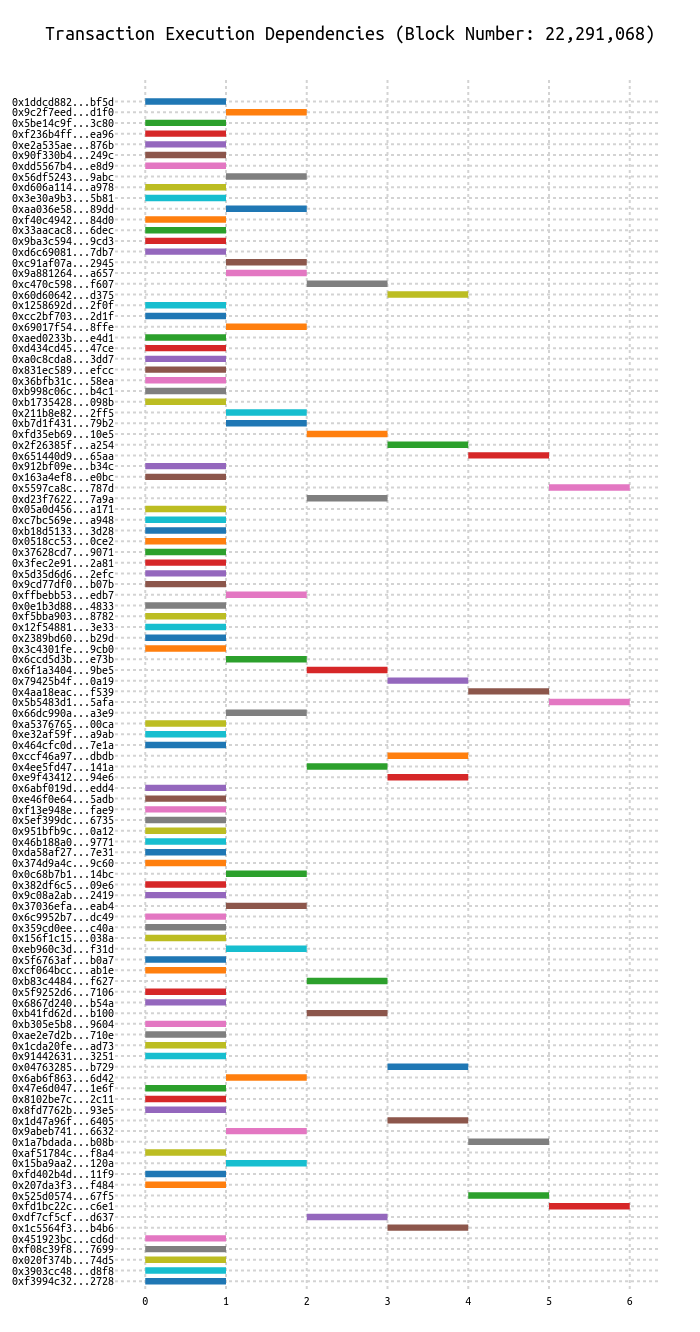 Transaction Execution Dependencies (Block Number: 22,291,068)
0x1ddcd882...bf5d
0x9c2f7eed...d1f0
0x5be14c9f...3c80
0xf236b4ff...ea96
0xe2a535ae...876b
0x90f330b4...249c
0xdd5567b4...e8d9
0x56df5243...9abc
0xd606a114...a978
0x3e30a9b3...5b81
0xaa036e58...89dd
0xf40c4942...84d0
0x33aacac8...6dec
0x9ba3c594...9cd3
0xd6c69081...7db7
0xc91af07a...2945
0x9a881264...a657
0xc470c598...f607
0x60d60642...d375
0x1258692d...2f0f
0xcc2bf703...2d1f
0x69017f54...8ffe
0xaed0233b...e4d1
0xd434cd45...47ce
0xa0c8cda8...3dd7
0x831ec589...efcc
0x36bfb31c...58ea
0xb998c06c...b4c1
0xb1735428...098b
0x211b8e82...2ff5
0xb7d1f431...79b2
0xfd35eb69...10e5
0x2f26385f...a254
0x651440d9...65aa
0x912bf09e...b34c
0x163a4ef8...e0bc
0x5597ca8c...787d
0xd23f7622...7a9a
0x05a0d456...a171
0xc7bc569e...a948
0xb18d5133...3d28
0x0518cc53...0ce2
0x37628cd7...9071
0x3fec2e91...2a81
0x5d35d6d6...2efc
0x9cd77df0...b07b
0xffbebb53...edb7
0x0e1b3d88...4833
0xf5bba903...8782
0x12f54881...3e33
0x2389bd60...b29d
0x3c4301fe...9cb0
0x6ccd5d3b...e73b
0x6f1a3404...9be5
0x79425b4f...0a19
0x4aa18eac...f539
0x5b5483d1...5afa
0x66dc990a...a3e9
0xa5376765...00ca
0xe32af59f...a9ab
0x464cfc0d...7e1a
0xccf46a97...dbdb
0x4ee5fd47...141a
0xe9f43412...94e6
0x6abf019d...edd4
0xe46f0e64...5adb
0xf13e948e...fae9
0x5ef399dc...6735
0x951bfb9c...0a12
0x46b188a0...9771
0xda58af27...7e31
0x374d9a4c...9c60
0x0c68b7b1...14bc
0x382df6c5...09e6
0x9c08a2ab...2419
0x37036efa...eab4
0x6c9952b7...dc49
0x359cd0ee...c40a
0x156f1c15...038a
0xeb960c3d...f31d
0x5f6763af...b0a7
0xcf064bcc...ab1e
0xb83c4484...f627
0x5f9252d6...7106
0x6867d240...b54a
0xb41fd62d...b100
0xb305e5b8...9604
0xae2e7d2b...710e
0x1cda20fe...ad73
0x91442631...3251
0x04763285...b729
0x6ab6f863...6d42
0x47e6d047...1e6f
0x8102be7c...2c11
0x8fd7762b...93e5
0x1d47a96f...6405
0x9abeb741...6632
0x1a7bdada...b08b
0xaf51784c...f8a4
0x15ba9aa2...120a
0xfd402b4d...11f9
0x207da3f3...f484
0x525d0574...67f5
0xfd1bc22c...c6e1
0xdf7cf5cf...d637
0x1c5564f3...b4b6
0x451923bc...cd6d
0xf08c39f8...7699
0x020f374b...74d5
0x3903cc48...d8f8
0xf3994c32...2728
0 1 2 3 4 5 6